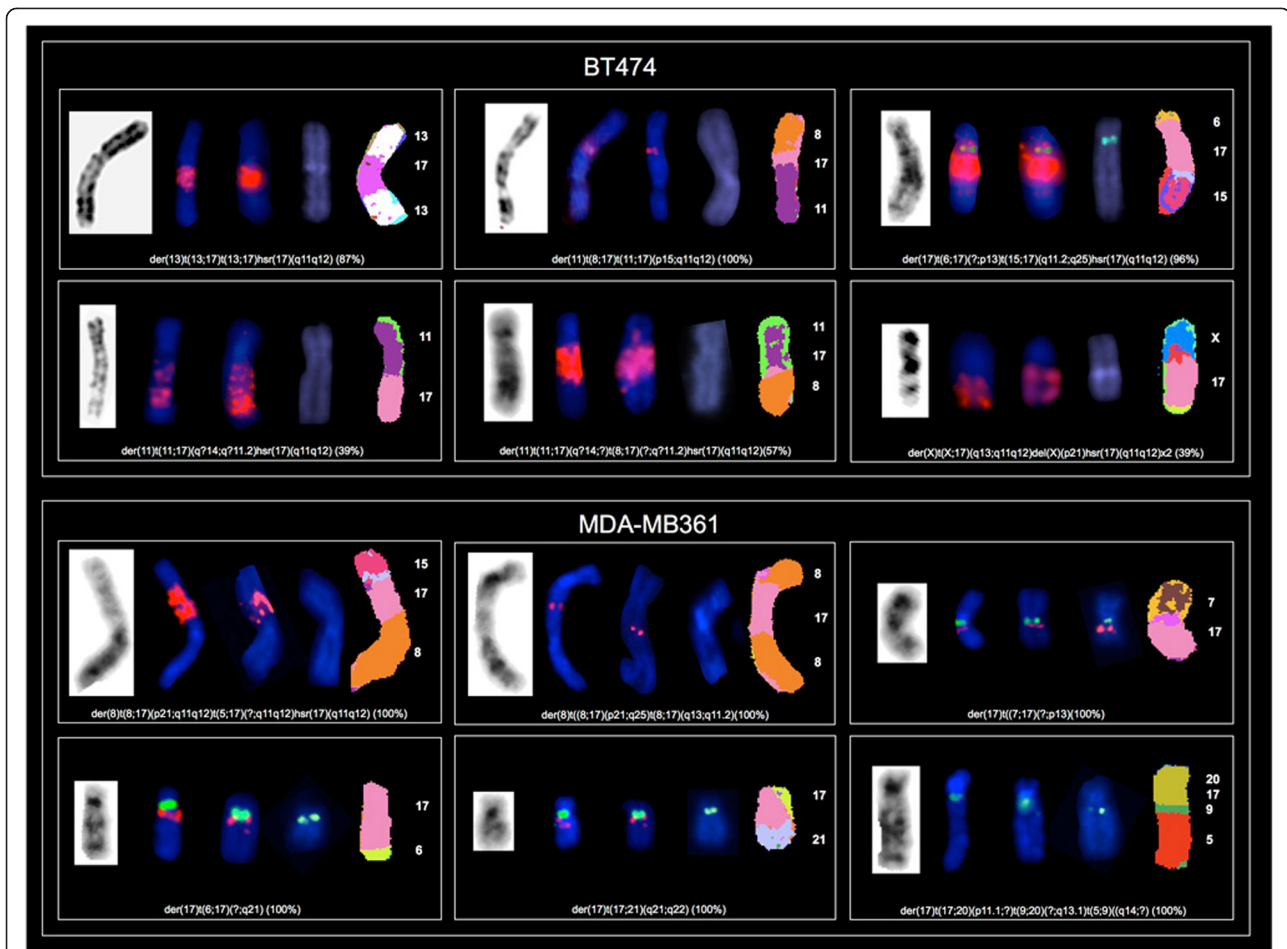 BT474
13
17
13
der(13)t(13;17)t(13;17)hsr(17)(q11q12) (87%)
8
17
11
der(11)t(8;17)t(11;17)(p15;q11q12) (100%)
6
17
15
der(17)t(6;17)(?;p13)t(15;17)(q11.2;q25)hsr(17)(q11q12) (96%)
11
17
der(11)t(11;17)(q?14;q?11.2)hsr(17)(q11q12) (39%)
11
17
8
der(11)t(11;17)(q?14;?)t(8;17)(?;q?11.2)hsr(17)(q11q12)(57%)
X
17
der(X)t(X;17)(q13;q11q12)del(X)(p21)hsr(17)(q11q12)x2 (39%)
MDA-MB361
15
17
8
der(8)t(8;17)(p21;q11q12)t(5;17)(?;q11q12)hsr(17)(q11q12) (100%)
8
17
8
der(8)t((8;17)(p21;q25)t(8;17)(q13;q11.2)(100%)
7
17
der(17)t((7;17)(?;p13)(100%)
17
6
der(17)t(6;17)(?;q21) (100%)
17
21
der(17)t(17;21)(q21;q22) (100%)
20
17
9
5
der(17)t(17;20)(p11.1;?)t(9;20)(?;q13.1)t(5;9)((q14;?) (100%)